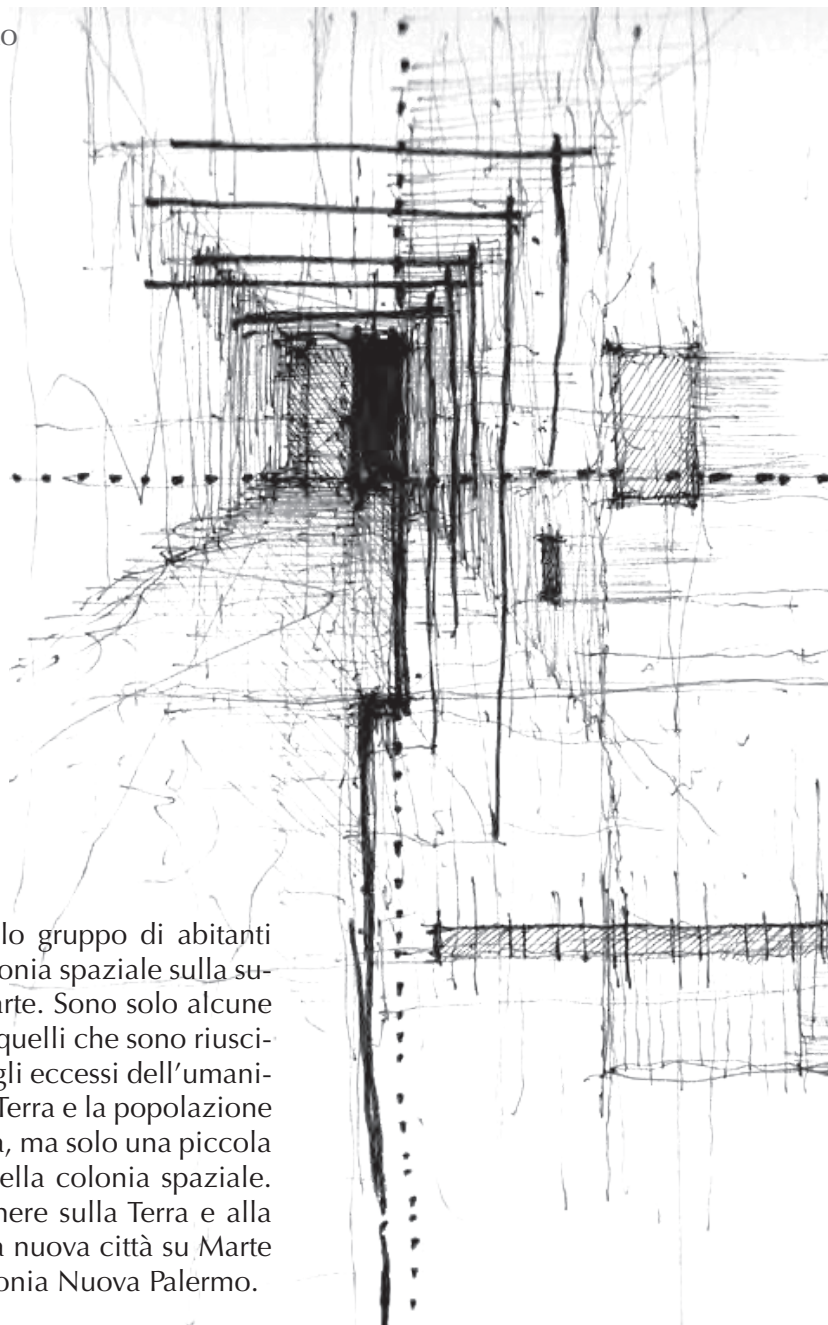 o
lo gruppo di abitanti
onia spaziale sulla su-
arte. Sono solo alcune
quelli che sono riusci-
gli eccessi dell’umani-
Terra e la popolazione
a, ma solo una piccola
ella colonia spaziale.
nere sulla Terra e alla
a nuova città su Marte
onia Nuova Palermo.